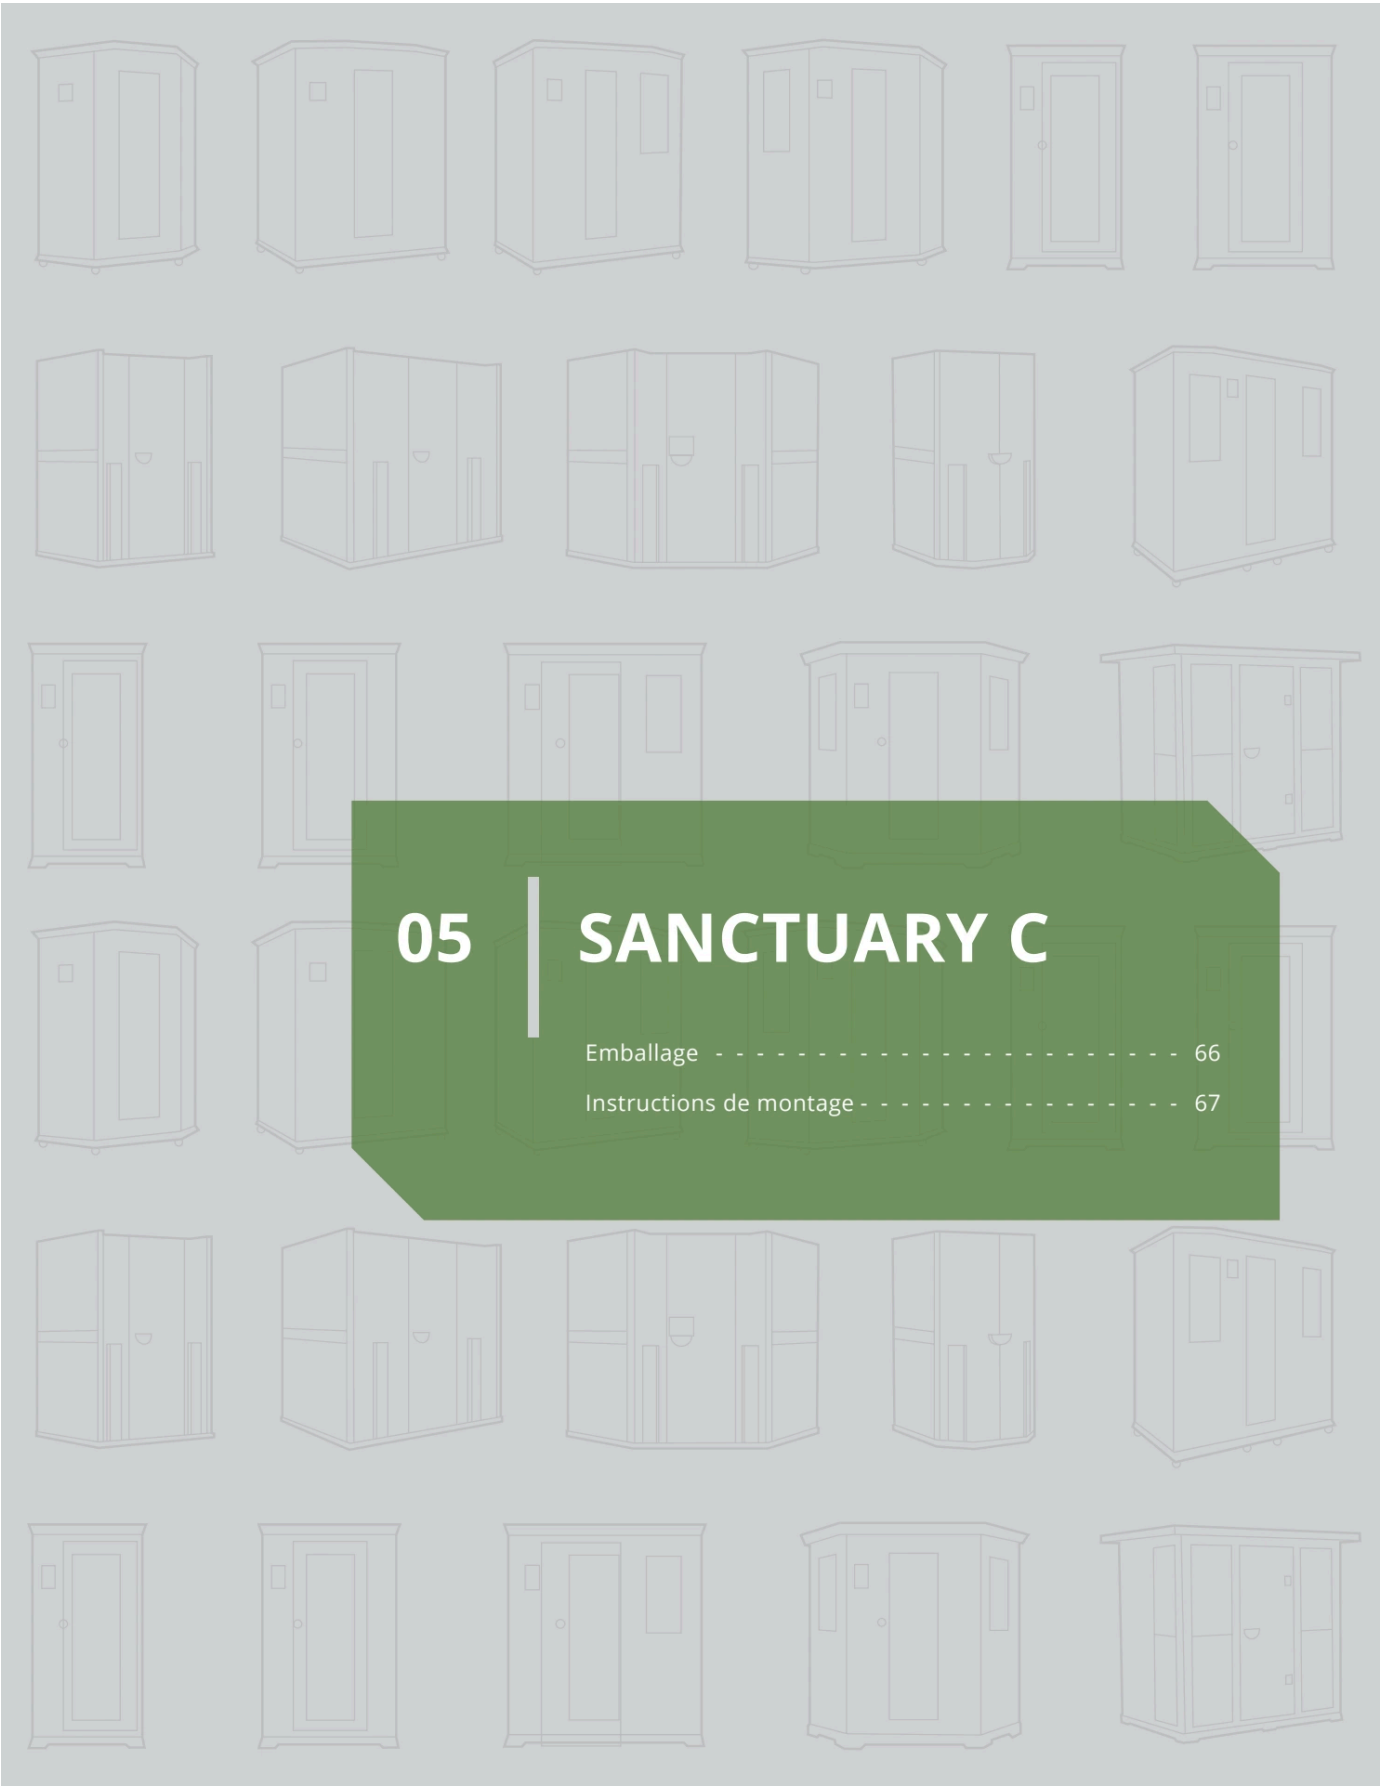 05 SANCTUARY C
Emballage - - - - - - - - - - - - - - - - - - - - - - - 66
Instructions de montage - - - - - - - - - - - - - - - - 67